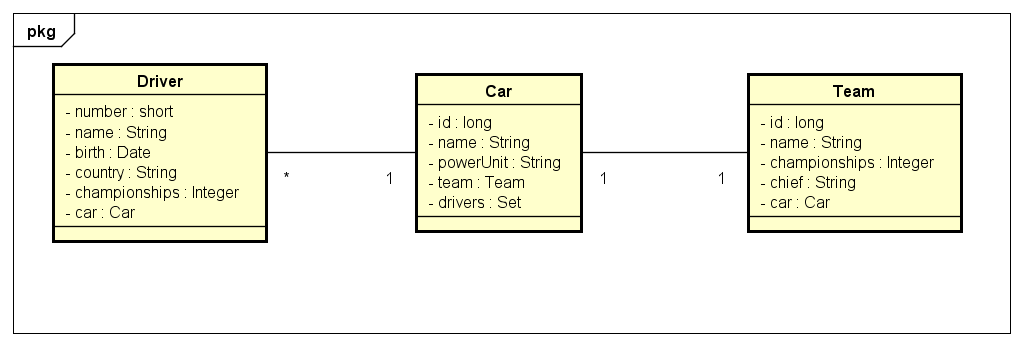 pkg
Driver
- number : short
- name : String
- birth : Date
- country : String
- championships : Integer
- car : Car
* 1
Car
- id : long
- name : String
- powerUnit : String
- team : Team
- drivers : Set
1 1
Team
- id : long
- name : String
- championships : Integer
- chief : String
- car : Car